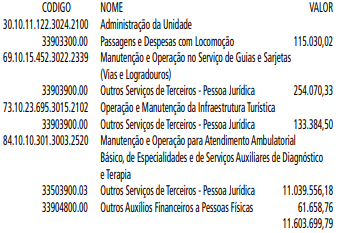 CODIGO NOME VALOR
30.10.11.122.3024.2100 Administração da Unidade
33903300.00 Passagens e Despesas com Locomoção 115.030,02
69.10.15.452.3022.2339 Manutenção e Operação no Serviço de Guias e Sarjetas
(Vias e Logradouros)
33903900.00 Outros Serviços de Terceiros - Pessoa Jurídica 254.070,33
73.10.23.695.3015.2102 Operação e Manutenção da Infraestrutura Turística
33903900.00 Outros Serviços de Terceiros - Pessoa Jurídica 133.384,50
84.10.10.301.3003.2520 Manutenção e Operação para Atendimento Ambulatorial
Básico, de Especialidades e de Serviços Auxiliares de Diagnóstico
e Terapia
33503900.03 Outros Serviços de Terceiros - Pessoa Jurídica 11.039.556,18
33904800.00 Outros Auxílios Financeiros a Pessoas Físicas 61.658,76
11.603.699,79